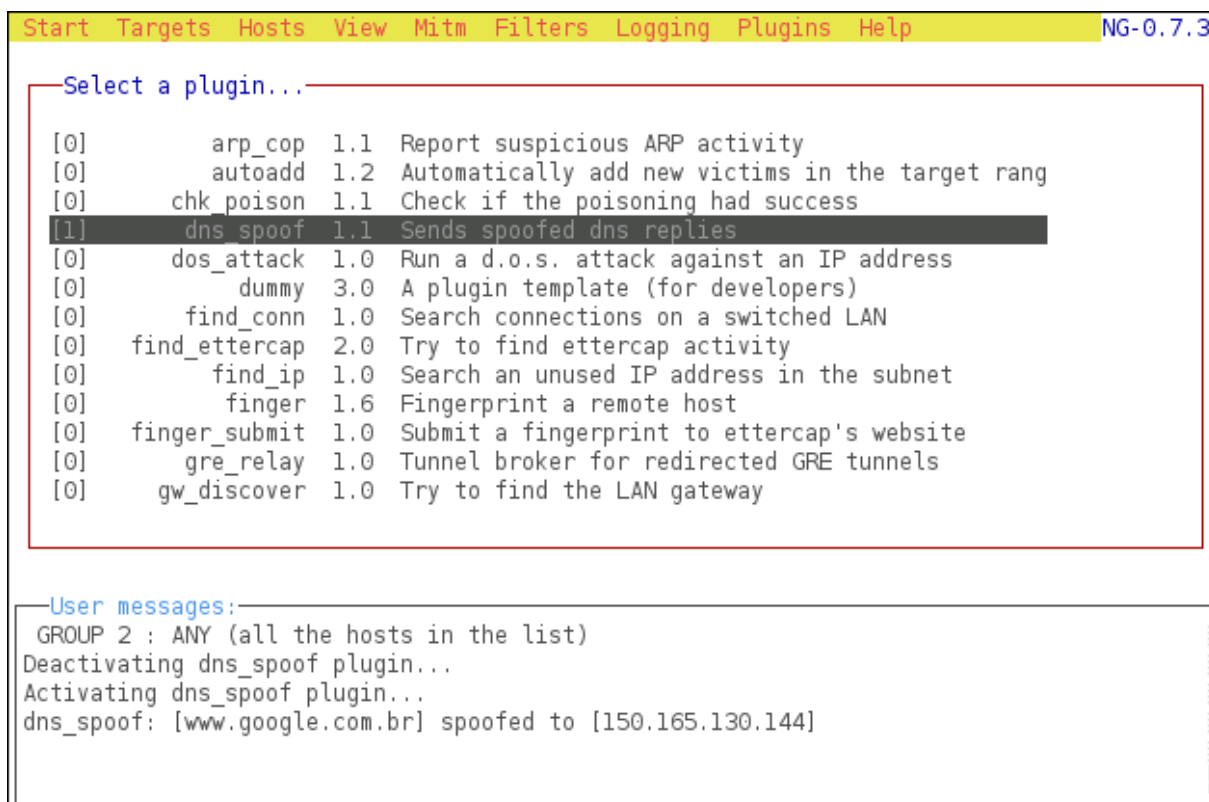 Start Targets Hosts View Mitm Filters Logging Plugins Help NG-0.7.3
Select a plugin...
[0] arp_cop 1.1 Report suspicious ARP activity
[0] autoadd 1.2 Automatically add new victims in the target rang
[0] chk_poison 1.1 Check if the poisoning had success
[1] dns_spoof 1.1 Sends spoofed dns replies
[0] dos_attack 1.0 Run a d.o.s. attack against an IP address
[0] dummy 3.0 A plugin template (for developers)
[0] find_conn 1.0 Search connections on a switched LAN
[0] find_ettercap 2.0 Try to find ettercap activity
[0] find_ip 1.0 Search an unused IP address in the subnet
[0] finger 1.6 Fingerprint a remote host
[0] finger_submit 1.0 Submit a fingerprint to ettercap's website
[0] gre_relay 1.0 Tunnel broker for redirected GRE tunnels
[0] gw_discover 1.0 Try to find the LAN gateway
User messages:
GROUP 2 : ANY (all the hosts in the list)
Deactivating dns_spoof plugin...
Activating dns_spoof plugin...
dns_spoof: [www.google.com.br] spoofed to [150.165.130.144]